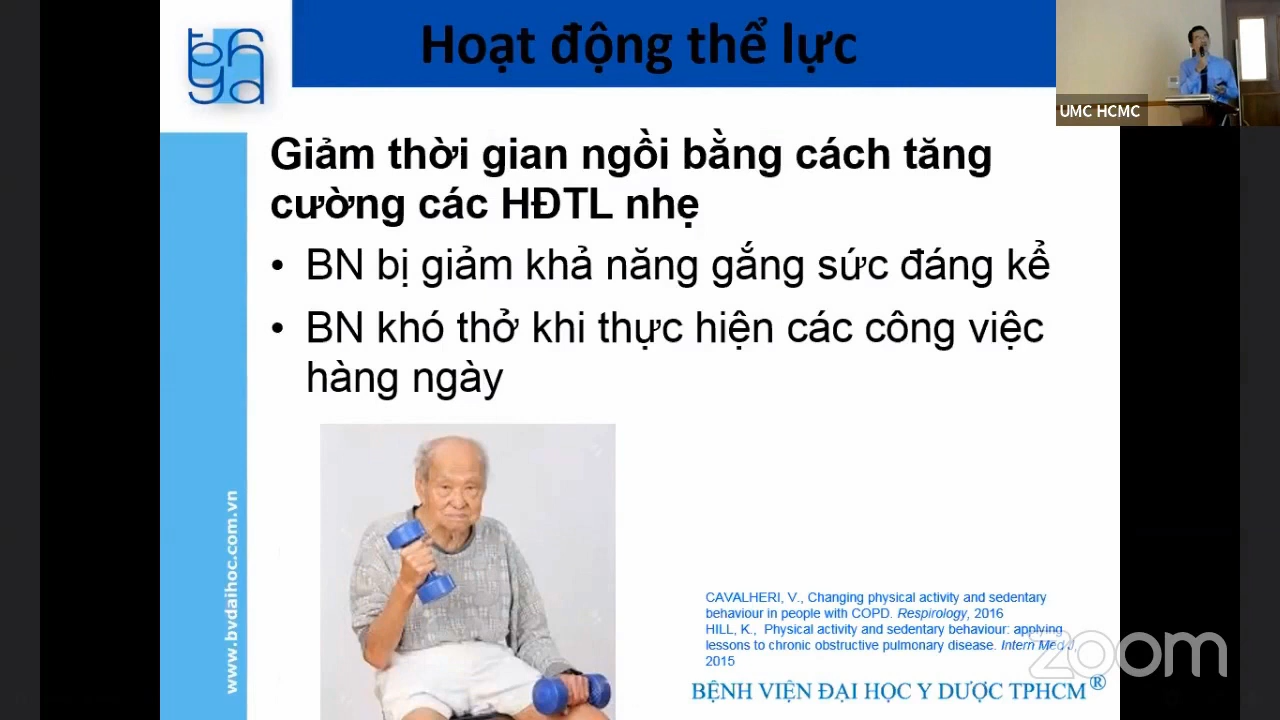 Hoạt động thể lực
UMC HCMC
Giảm thời gian ngồi bằng cách tăng
cường các HĐTL nhẹ
• BN bị giảm khả năng gắng sức đáng kể
• BN khó thở khi thực hiện các công việc
hàng ngày
www.bvdaihoc.com.vn
CAVALHERI, V., Changing physical activity and sedentary
behaviour in people with COPD. Respirology, 2016
HILL, K., Physical activity and sedentary behaviour: applying
lessons to chronic obstructive pulmonary disease. Intern Med J,
2015
zoom
BỆNH VIỆN ĐẠI HỌC Y DƯỢC TPHCM®